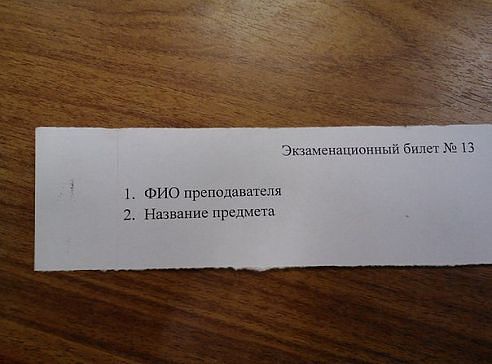 Экзаменационный билет № 13
1. ФИО преподавателя
2. Название предмета